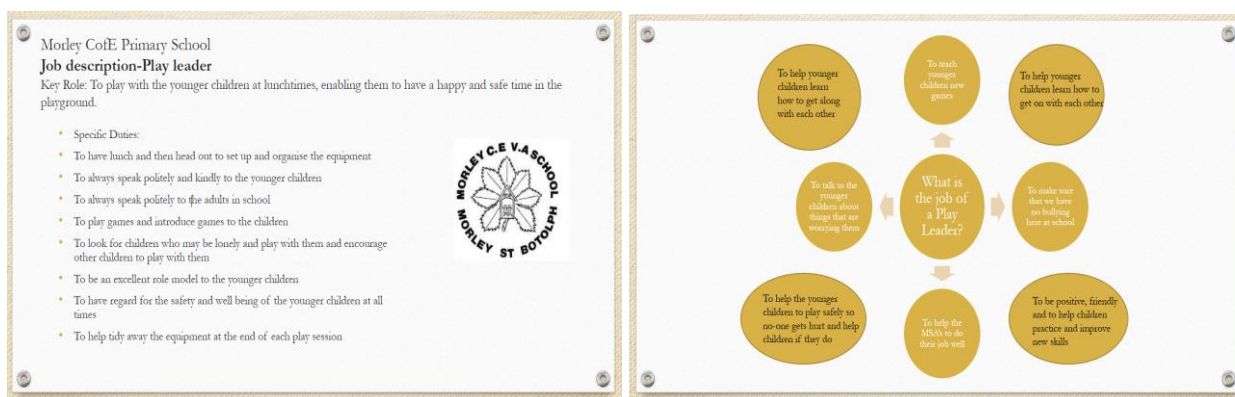 Morley CofE Primary School
Job description-Play leader
Key Role: To play with the younger children at lunchtimes, enabling them to have a happy and safe time in the
playground.
• Specific Duties:
• To have lunch and then head out to set up and organise the equipment
• To always speak politely and kindly to the younger children
• To always speak politely to the adults in school
• To play games and introduce games to the children
• To look for children who may be lonely and play with them and encourage
other children to play with them
• To be an excellent role model to the younger children
• To have regard for the safety and well being of the younger children at all
times
• To help tidy away the equipment at the end of each play session
MORLEY C.E V.A SCHOOL
MORLEY ST BOTOLPH
To help younger
children learn
how to get along
with each other
To teach
younger
children new
games
To help younger
children learn how to
get on with each other
To talk to the
younger
children about
things that are
worrying them
What is
the job of
a Play
Leader?
To make sure
that we have
no bullying
here at school
To help the younger
children to play safely so
no-one gets hurt and help
children if they do
To help the
MSA's to do
their job well
To be positive, friendly
and to help children
practice and improve
new skills